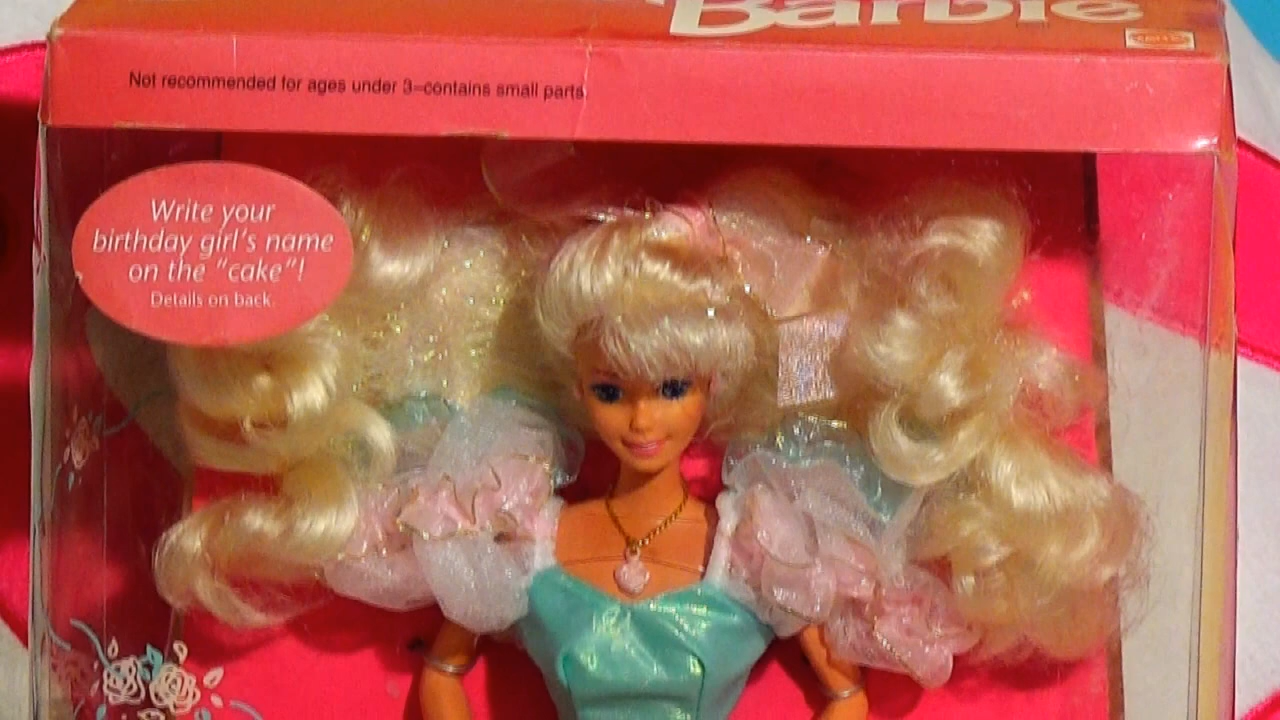 Barbie
Not recommended for ages under 3–contains small parts.
Write your
birthday girl's name
on the "cake"!
Details on back.